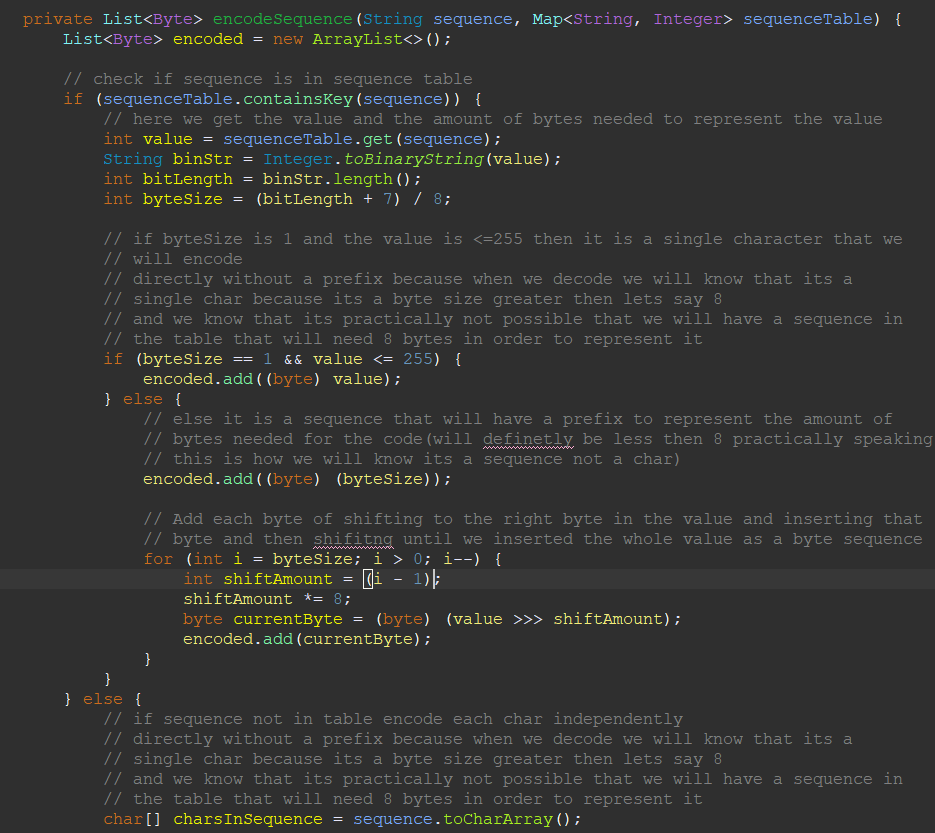 private List<Byte> encodeSequence(String sequence, Map<String, Integer> sequenceTable) {
List<Byte> encoded = new ArrayList<>();
// check if sequence is in sequence table
if (sequenceTable.containsKey(sequence)) {
// here we get the value and the amount of bytes needed to represent the value
int value = sequenceTable.get(sequence);
String binStr = Integer.toBinaryString(value);
int bitLength = binStr.length();
int byteSize = (bitLength + 7) / 8;
// if byteSize is 1 and the value is <=255 then it is a single character that we
// will encode
// directly without a prefix because when we decode we will know that its a
// single char because its a byte size greater then lets say 8
// and we know that its practically not possible that we will have a sequence in
// the table that will need 8 bytes in order to represent it
if (byteSize == 1 && value <= 255) {
encoded.add((byte) value);
} else {
// else it is a sequence that will have a prefix to represent the amount of
// bytes needed for the code(will definetly be less then 8 practically speaking
// this is how we will know its a sequence not a char)
encoded.add((byte) (byteSize));
// Add each byte of shifting to the right byte in the value and inserting that
// byte and then shifitng until we inserted the whole value as a byte sequence
for (int i = byteSize; i > 0; i--) {
int shiftAmount = (i - 1);
shiftAmount *= 8;
byte currentByte = (byte) (value >>> shiftAmount);
encoded.add(currentByte);
}
}
} else {
// if sequence not in table encode each char independently
// directly without a prefix because when we decode we will know that its a
// single char because its a byte size greater then lets say 8
// and we know that its practically not possible that we will have a sequence in
// the table that will need 8 bytes in order to represent it
char[] charsInSequence = sequence.toCharArray();